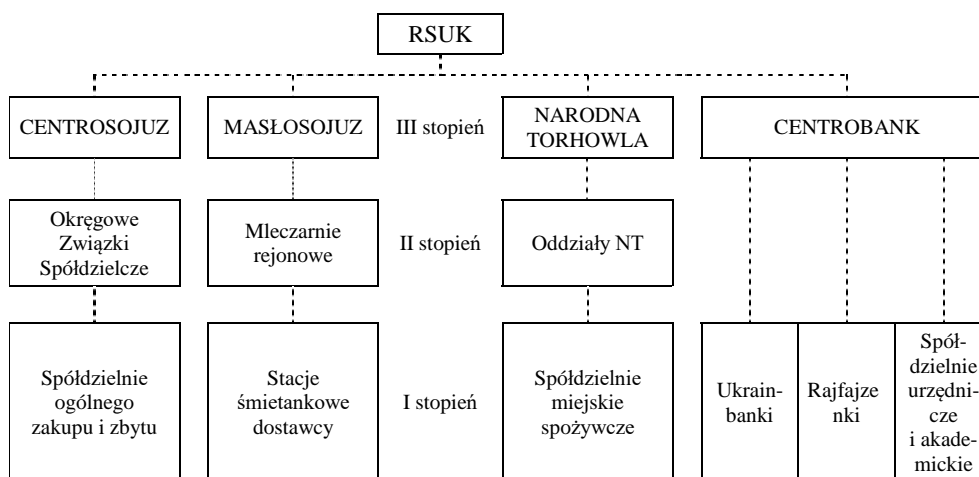 RSUK
CENTROSOJUZ
MASŁOSOJUZ
III stopień
NARODNA
TORHOWLA
CENTROBANK
Okręgowe
Związki
Spółdzielcze
Mleczarnie
rejonowe
II stopień
Oddziały NT
Spółdzielnie
ogólnego
zakupu i zbytu
Stacje
śmietankowe
dostawcy
I stopień
Spółdzielnie
miejskie
spożywcze
Ukrain-
banki
Rajfajze
nki
Spół-
dzielnie
urzędni-
cze
i akade-
mickie